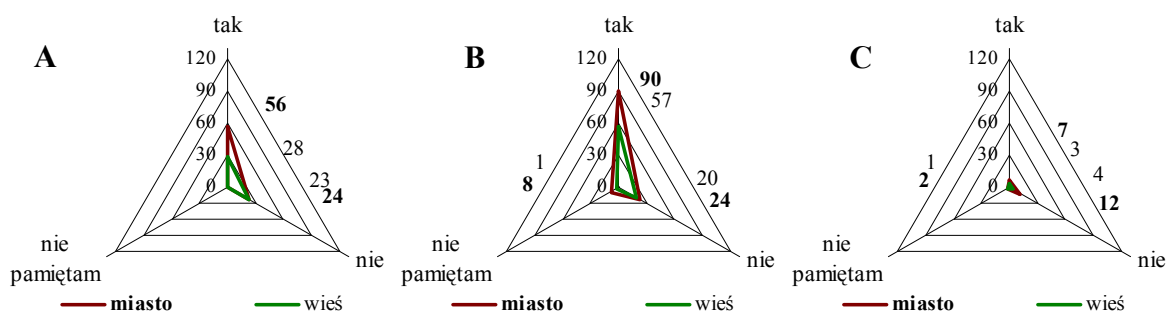 A
tak
120
90
60
30
0
56
28
23
24
nie
pamiętam
nie
miasto
wieś
B
tak
120
90
60
30
0
90
57
1
8
20
24
nie
pamiętam
nie
miasto
wieś
C
tak
120
90
60
30
0
7
3
1
2
4
12
nie
pamiętam
nie
miasto
wieś